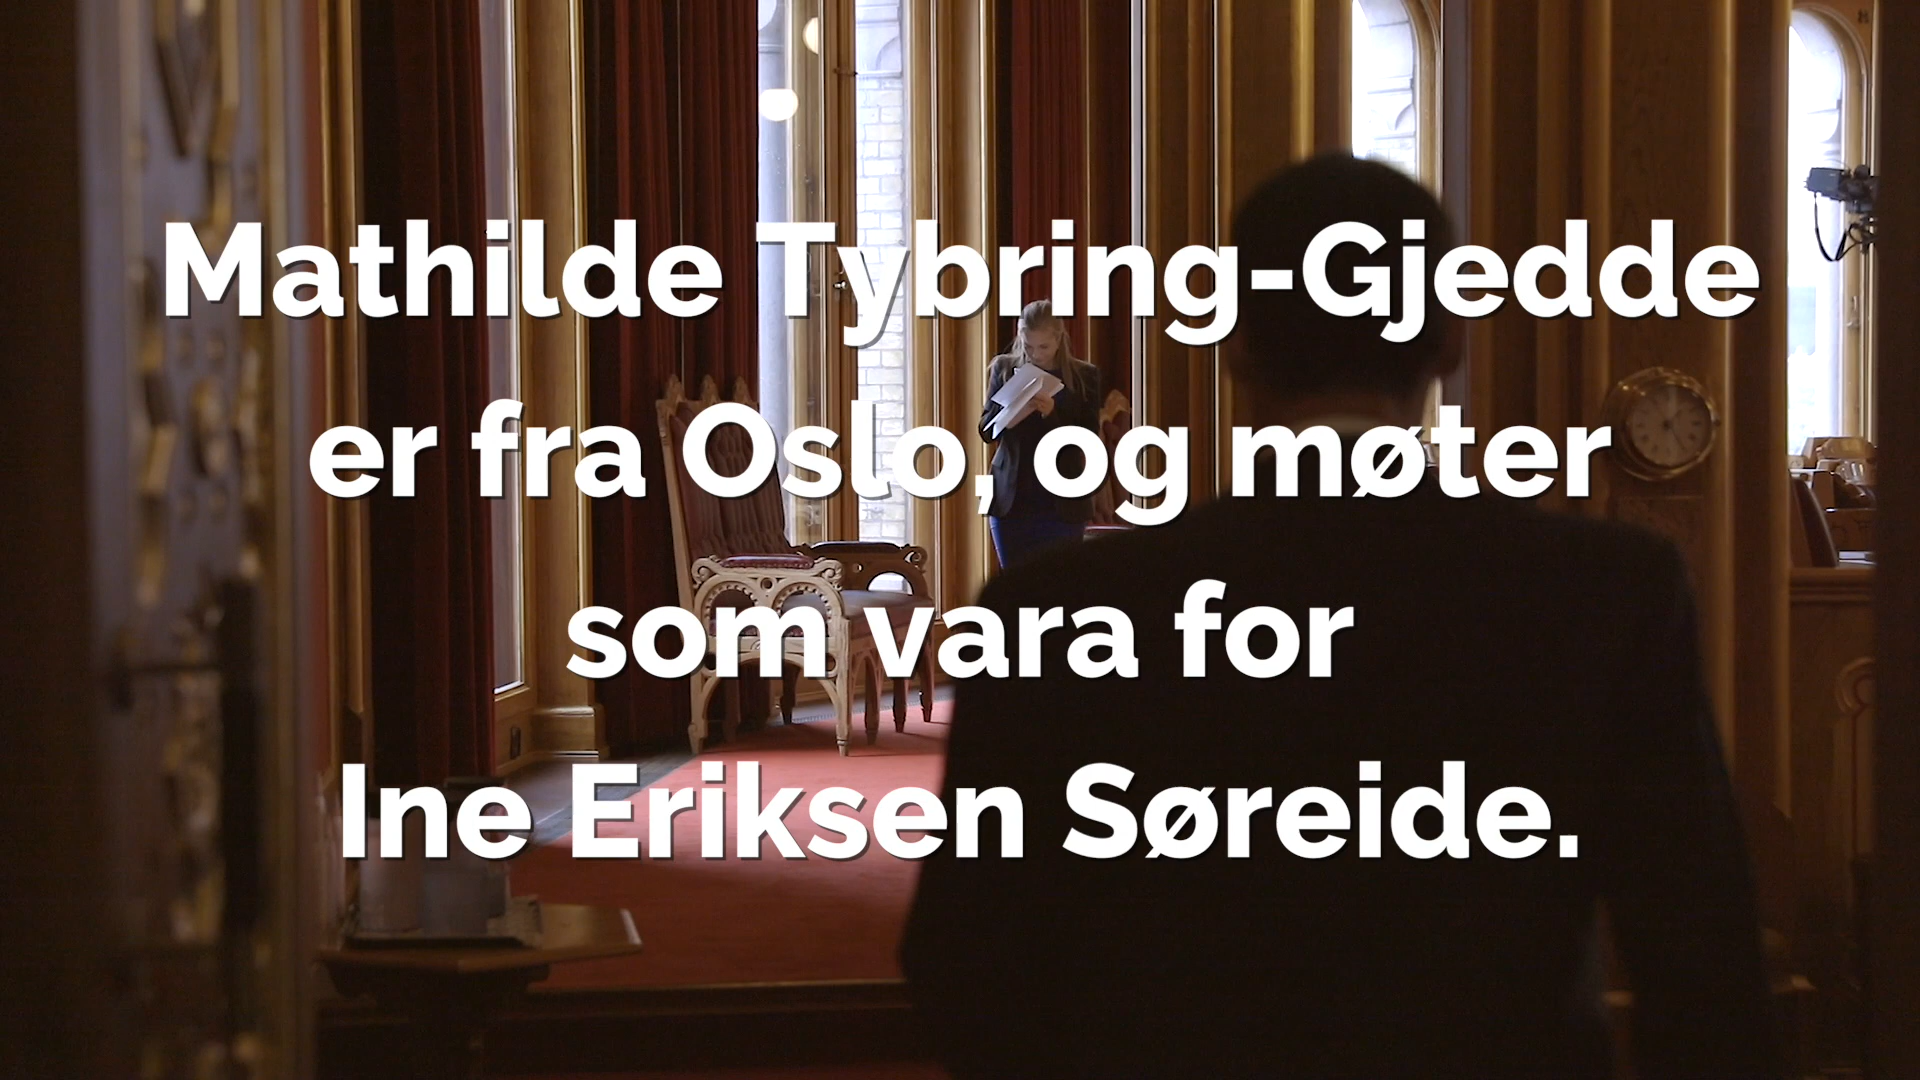 Mathilde Tybring-Gjedde
er fra Oslo, og møter
som vara for
Ine Eriksen Søreide.